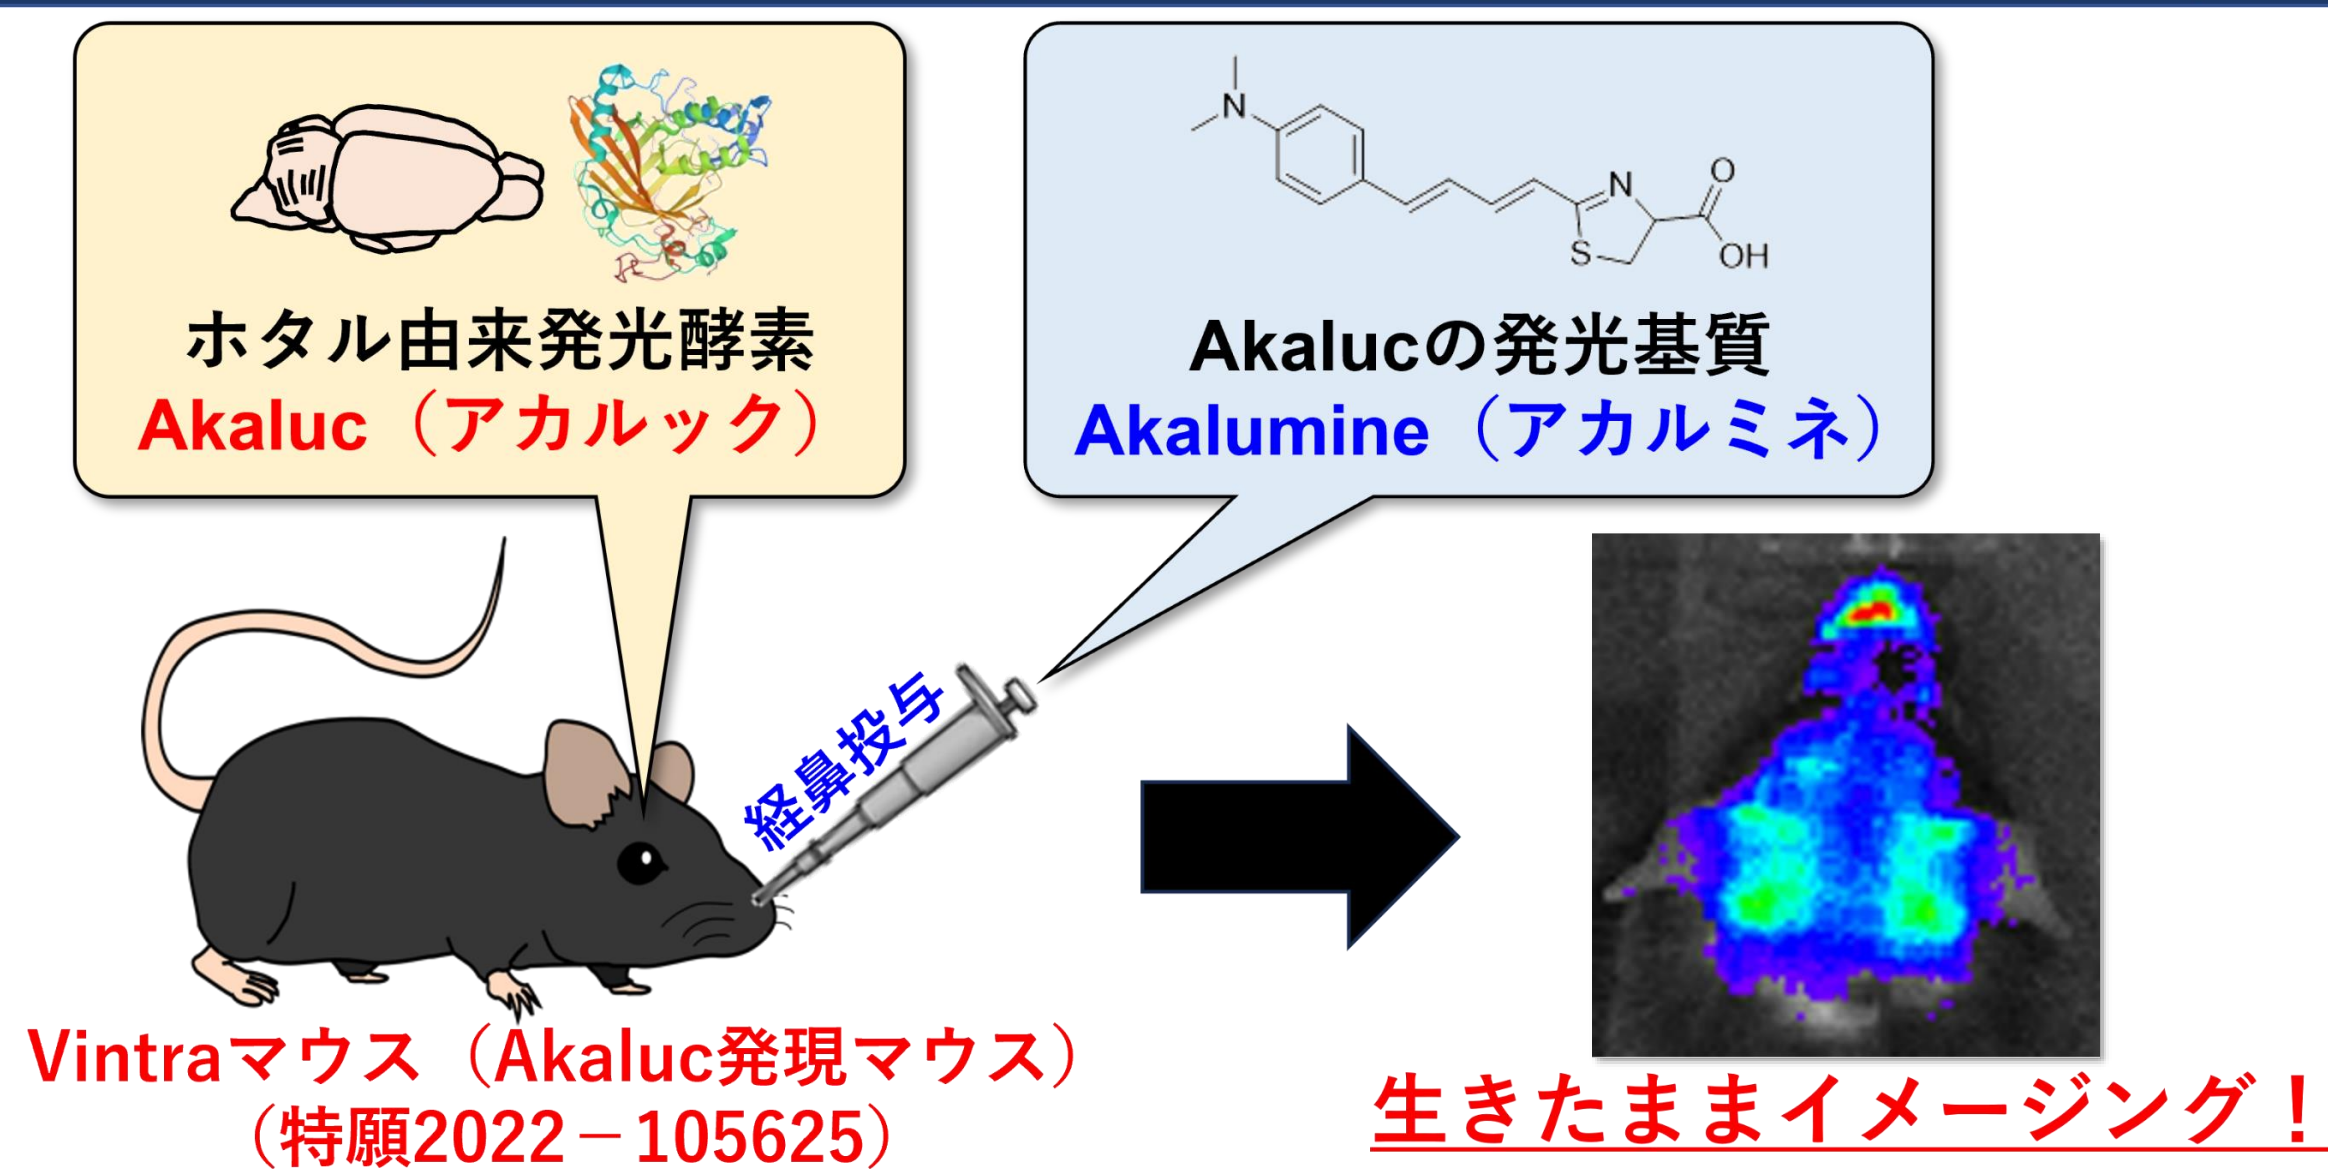 ホタル由来発光酵素
Akaluc（アカルック）
N
N
S
O
OH
Akalucの発光基質
Akalumine（アカルミネ）
経鼻投与
Vintraマウス（Akaluc発現マウス）
（特願2022－105625）
生きたままイメージング！